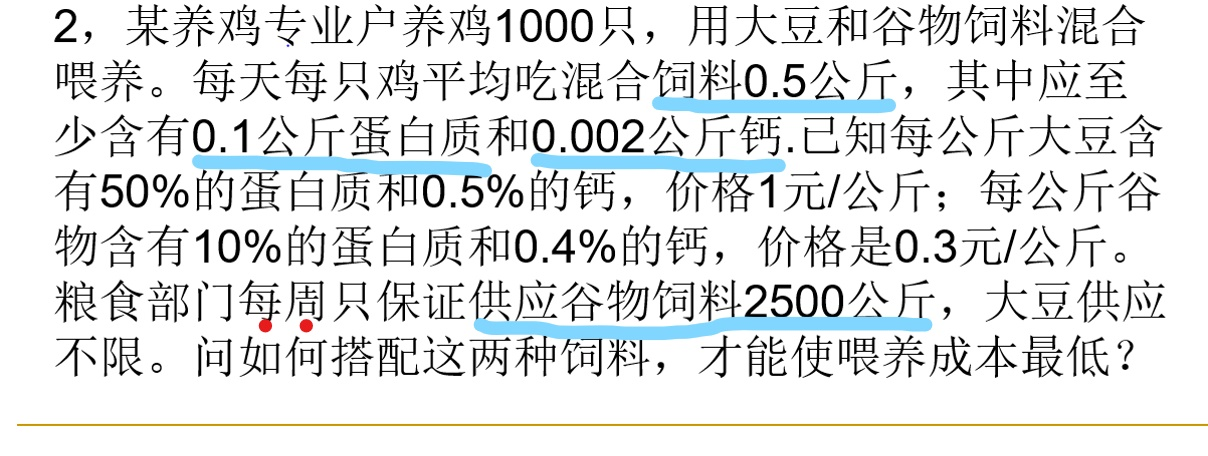 2，某养鸡专业户养鸡1000只，用大豆和谷物饲料混合
喂养。每天每只鸡平均吃混合饲料0.5公斤，其中应至
少含有0.1公斤蛋白质和0.002公斤钙.已知每公斤大豆含
有50%的蛋白质和0.5%的钙，价格1元/公斤；每公斤谷
物含有10%的蛋白质和0.4%的钙，价格是0.3元/公斤。
粮食部门每周只保证供应谷物饲料2500公斤，大豆供应
不限。问如何搭配这两种饲料，才能使喂养成本最低？